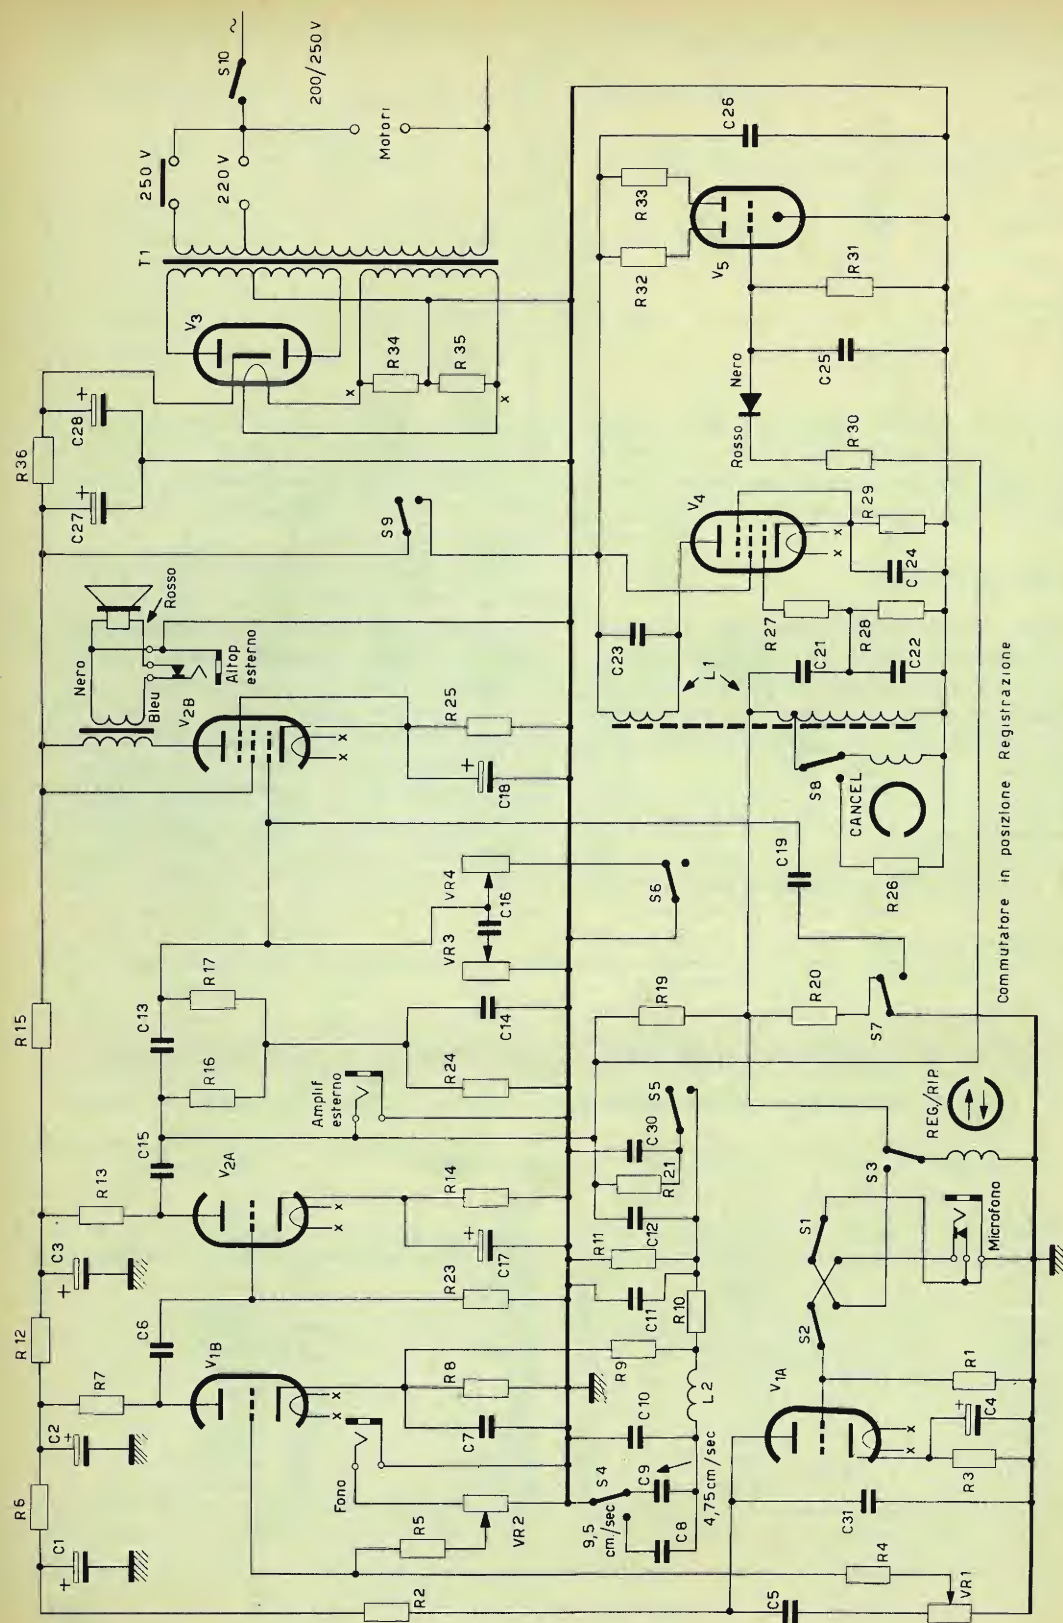 S10
~
200/250 V
250 V
220 V
Motori
T1
V3
R34
R35
x
x
R36
C28
+
C27
+
S9
Nero
Rosso
Bleu
Altop esterno
V2B
R25
x x
C18
+
R15
C13
R17
R16
VR4
C16
VR3
C14
R24
Amplif esterno
C15
R13
V2A
R14
x x
C17
+
R23
C3
+
R12
C6
R7
V1B
R8
x x
C7
C2
+
Fono
R6
R5
VR2
C1
+
R2
C26
R33
R32
V5
R31
C25
Nero
Rosso
R30
V4
R29
x x
C24
C23
R27
R28
C21
C22
L1
S8
CANCEL
R26
C19
S6
R19
R20
S7
Commutatore in posizione Registrazione
S5
C30
R21
C12
R11
C11
R10
R9
L2
C10
S4
C9
9,5 cm/sec
C8
4,75 cm/sec
REG./RIP.
S3
S1
S2
Microfono
V1A
R1
x x
C4
+
R3
C31
R4
C5
VR1